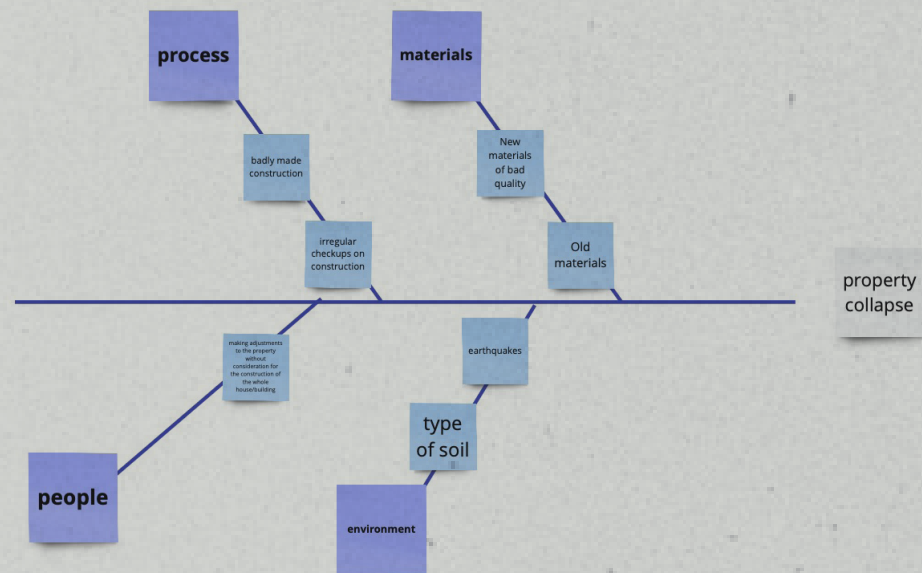 process
materials
badly made
construction
New
materials
of bad
quality
irregular
checkups on
construction
Old
materials
property
collapse
making adjustments
to the property
without
consideration for
the construction of
the whole
house/building
earthquakes
type
of soil
people
environment